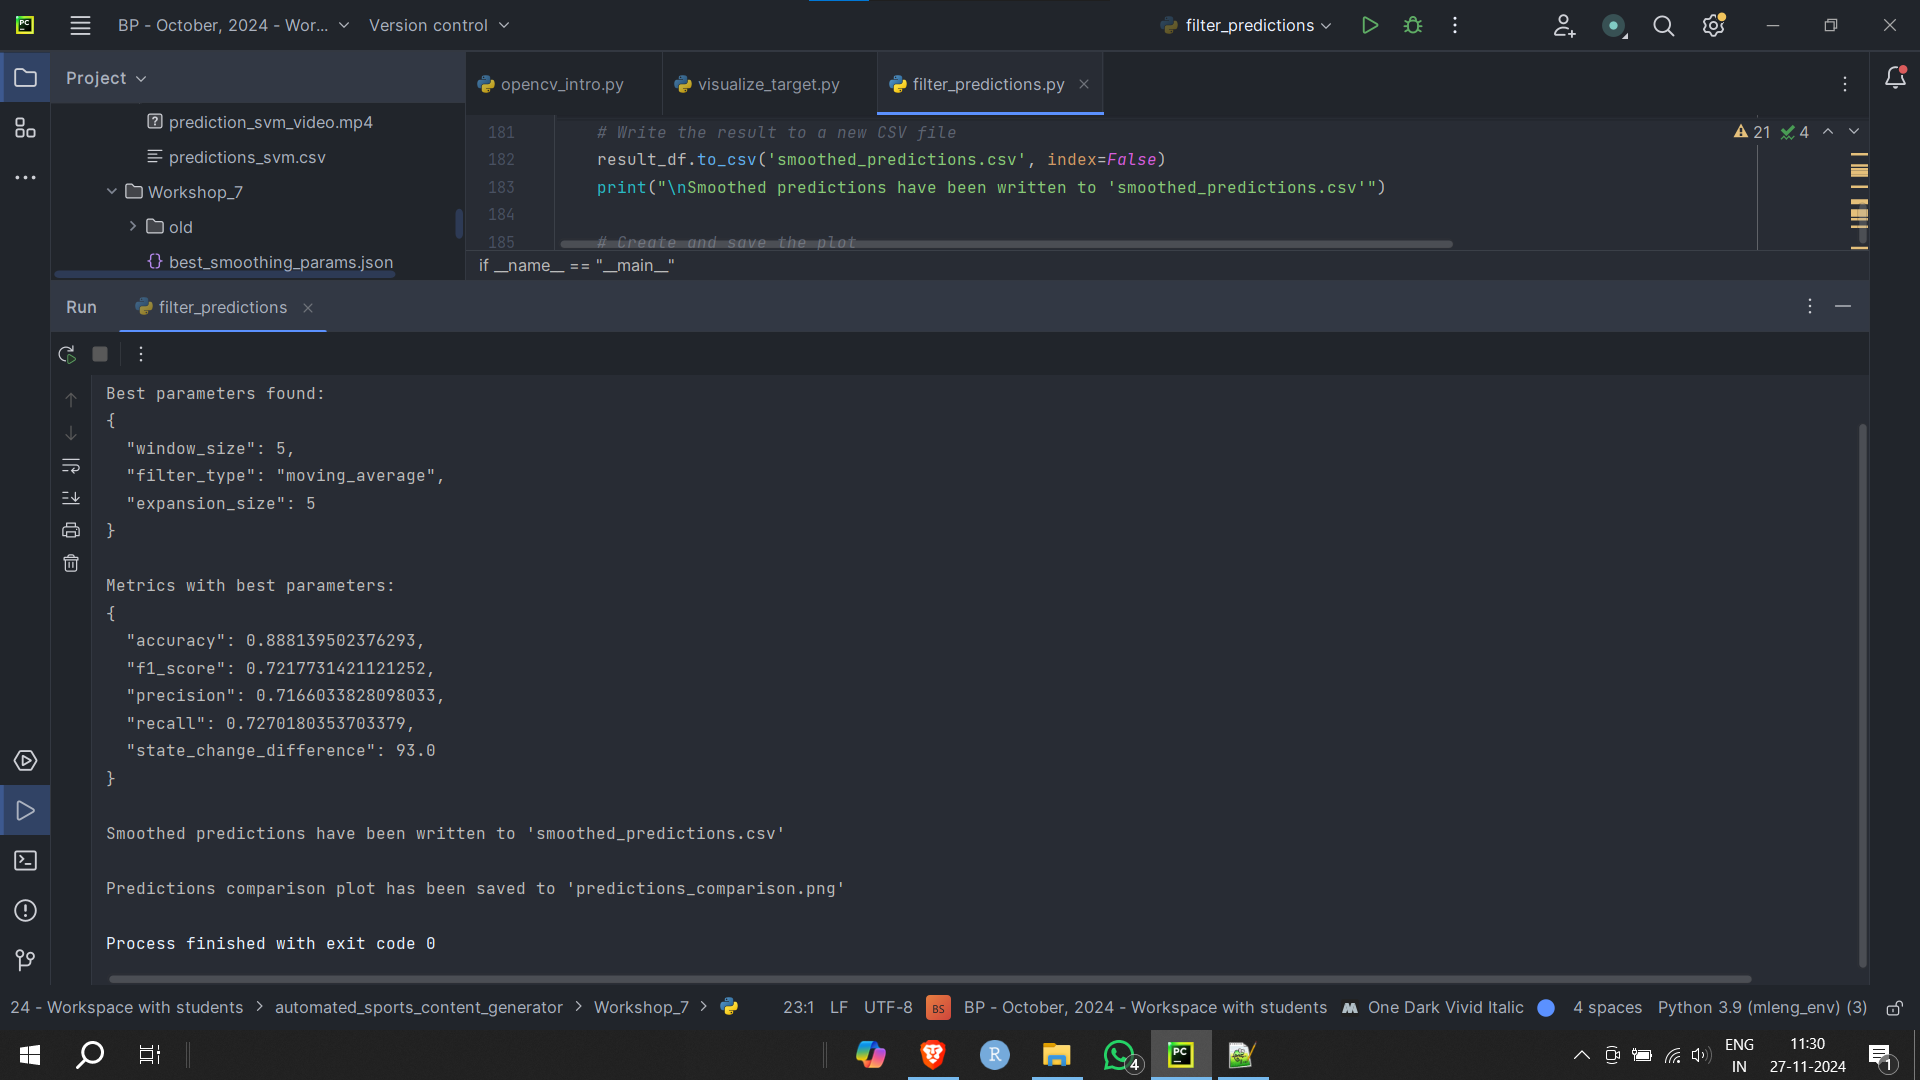 PC
BP - October, 2024 - Wor...
Version control
filter_predictions
Project
opencv_intro.py
visualize_target.py
filter_predictions.py
prediction_svm_video.mp4
predictions_svm.csv
Workshop_7
old
best_smoothing_params.json
181 # Write the result to a new CSV file
21 4
182 result_df.to_csv('smoothed_predictions.csv', index=False)
183 print("\nSmoothed predictions have been written to 'smoothed_predictions.csv'")
184
185 # Create and save the plot
if __name__ == "__main__"
Run filter_predictions
Best parameters found:
{
"window_size": 5,
"filter_type": "moving_average",
"expansion_size": 5
}
Metrics with best parameters:
{
"accuracy": 0.888139502376293,
"f1_score": 0.7217731421121252,
"precision": 0.7166033828098033,
"recall": 0.7270180353703379,
"state_change_difference": 93.0
}
Smoothed predictions have been written to 'smoothed_predictions.csv'
Predictions comparison plot has been saved to 'predictions_comparison.png'
Process finished with exit code 0
24 - Workspace with students > automated_sports_content_generator > Workshop_7 >
23:1 LF UTF-8 BS BP - October, 2024 - Workspace with students One Dark Vivid Italic 4 spaces Python 3.9 (mleng_env) (3)
R
4
PC
ENG
IN
11:30
27-11-2024
1